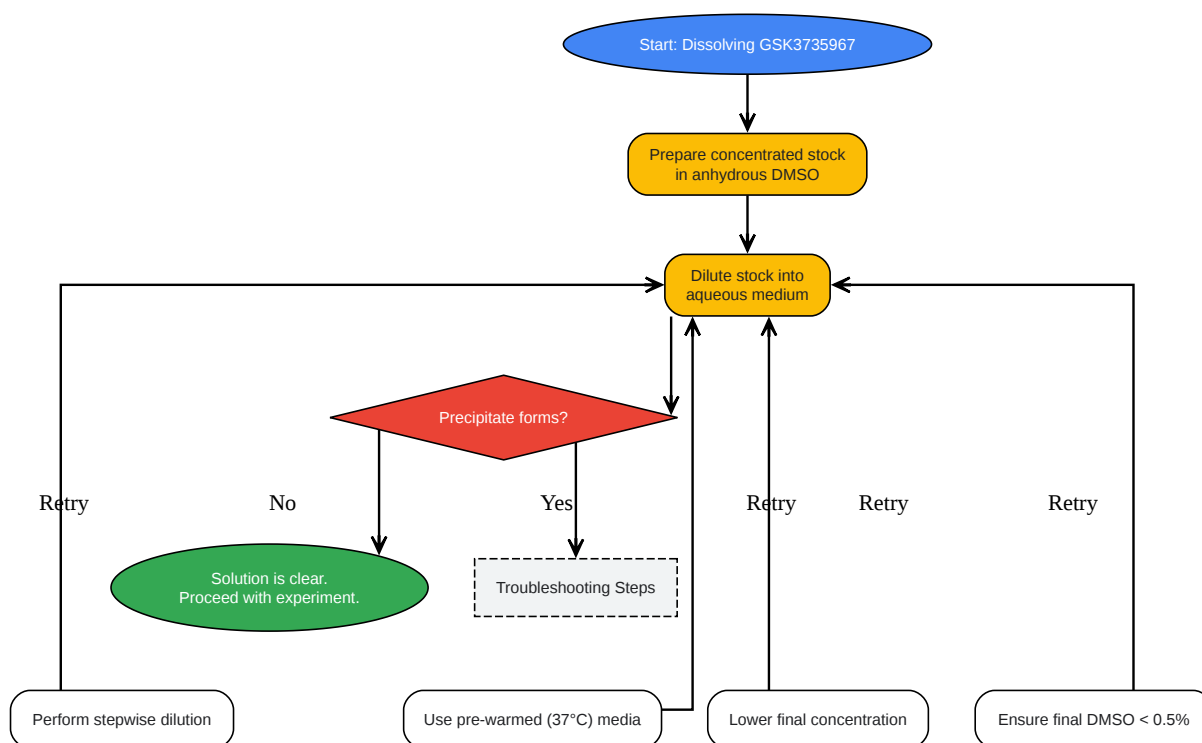 Start: Dissolving GSK3735967
Prepare concentrated stock
in anhydrous DMSO
Dilute stock into
aqueous medium
Precipitate forms?
Retry
No
Yes
Retry
Retry
Retry
Solution is clear.
Proceed with experiment.
Troubleshooting Steps
Perform stepwise dilution
Use pre-warmed (37°C) media
Lower final concentration
Ensure final DMSO < 0.5%